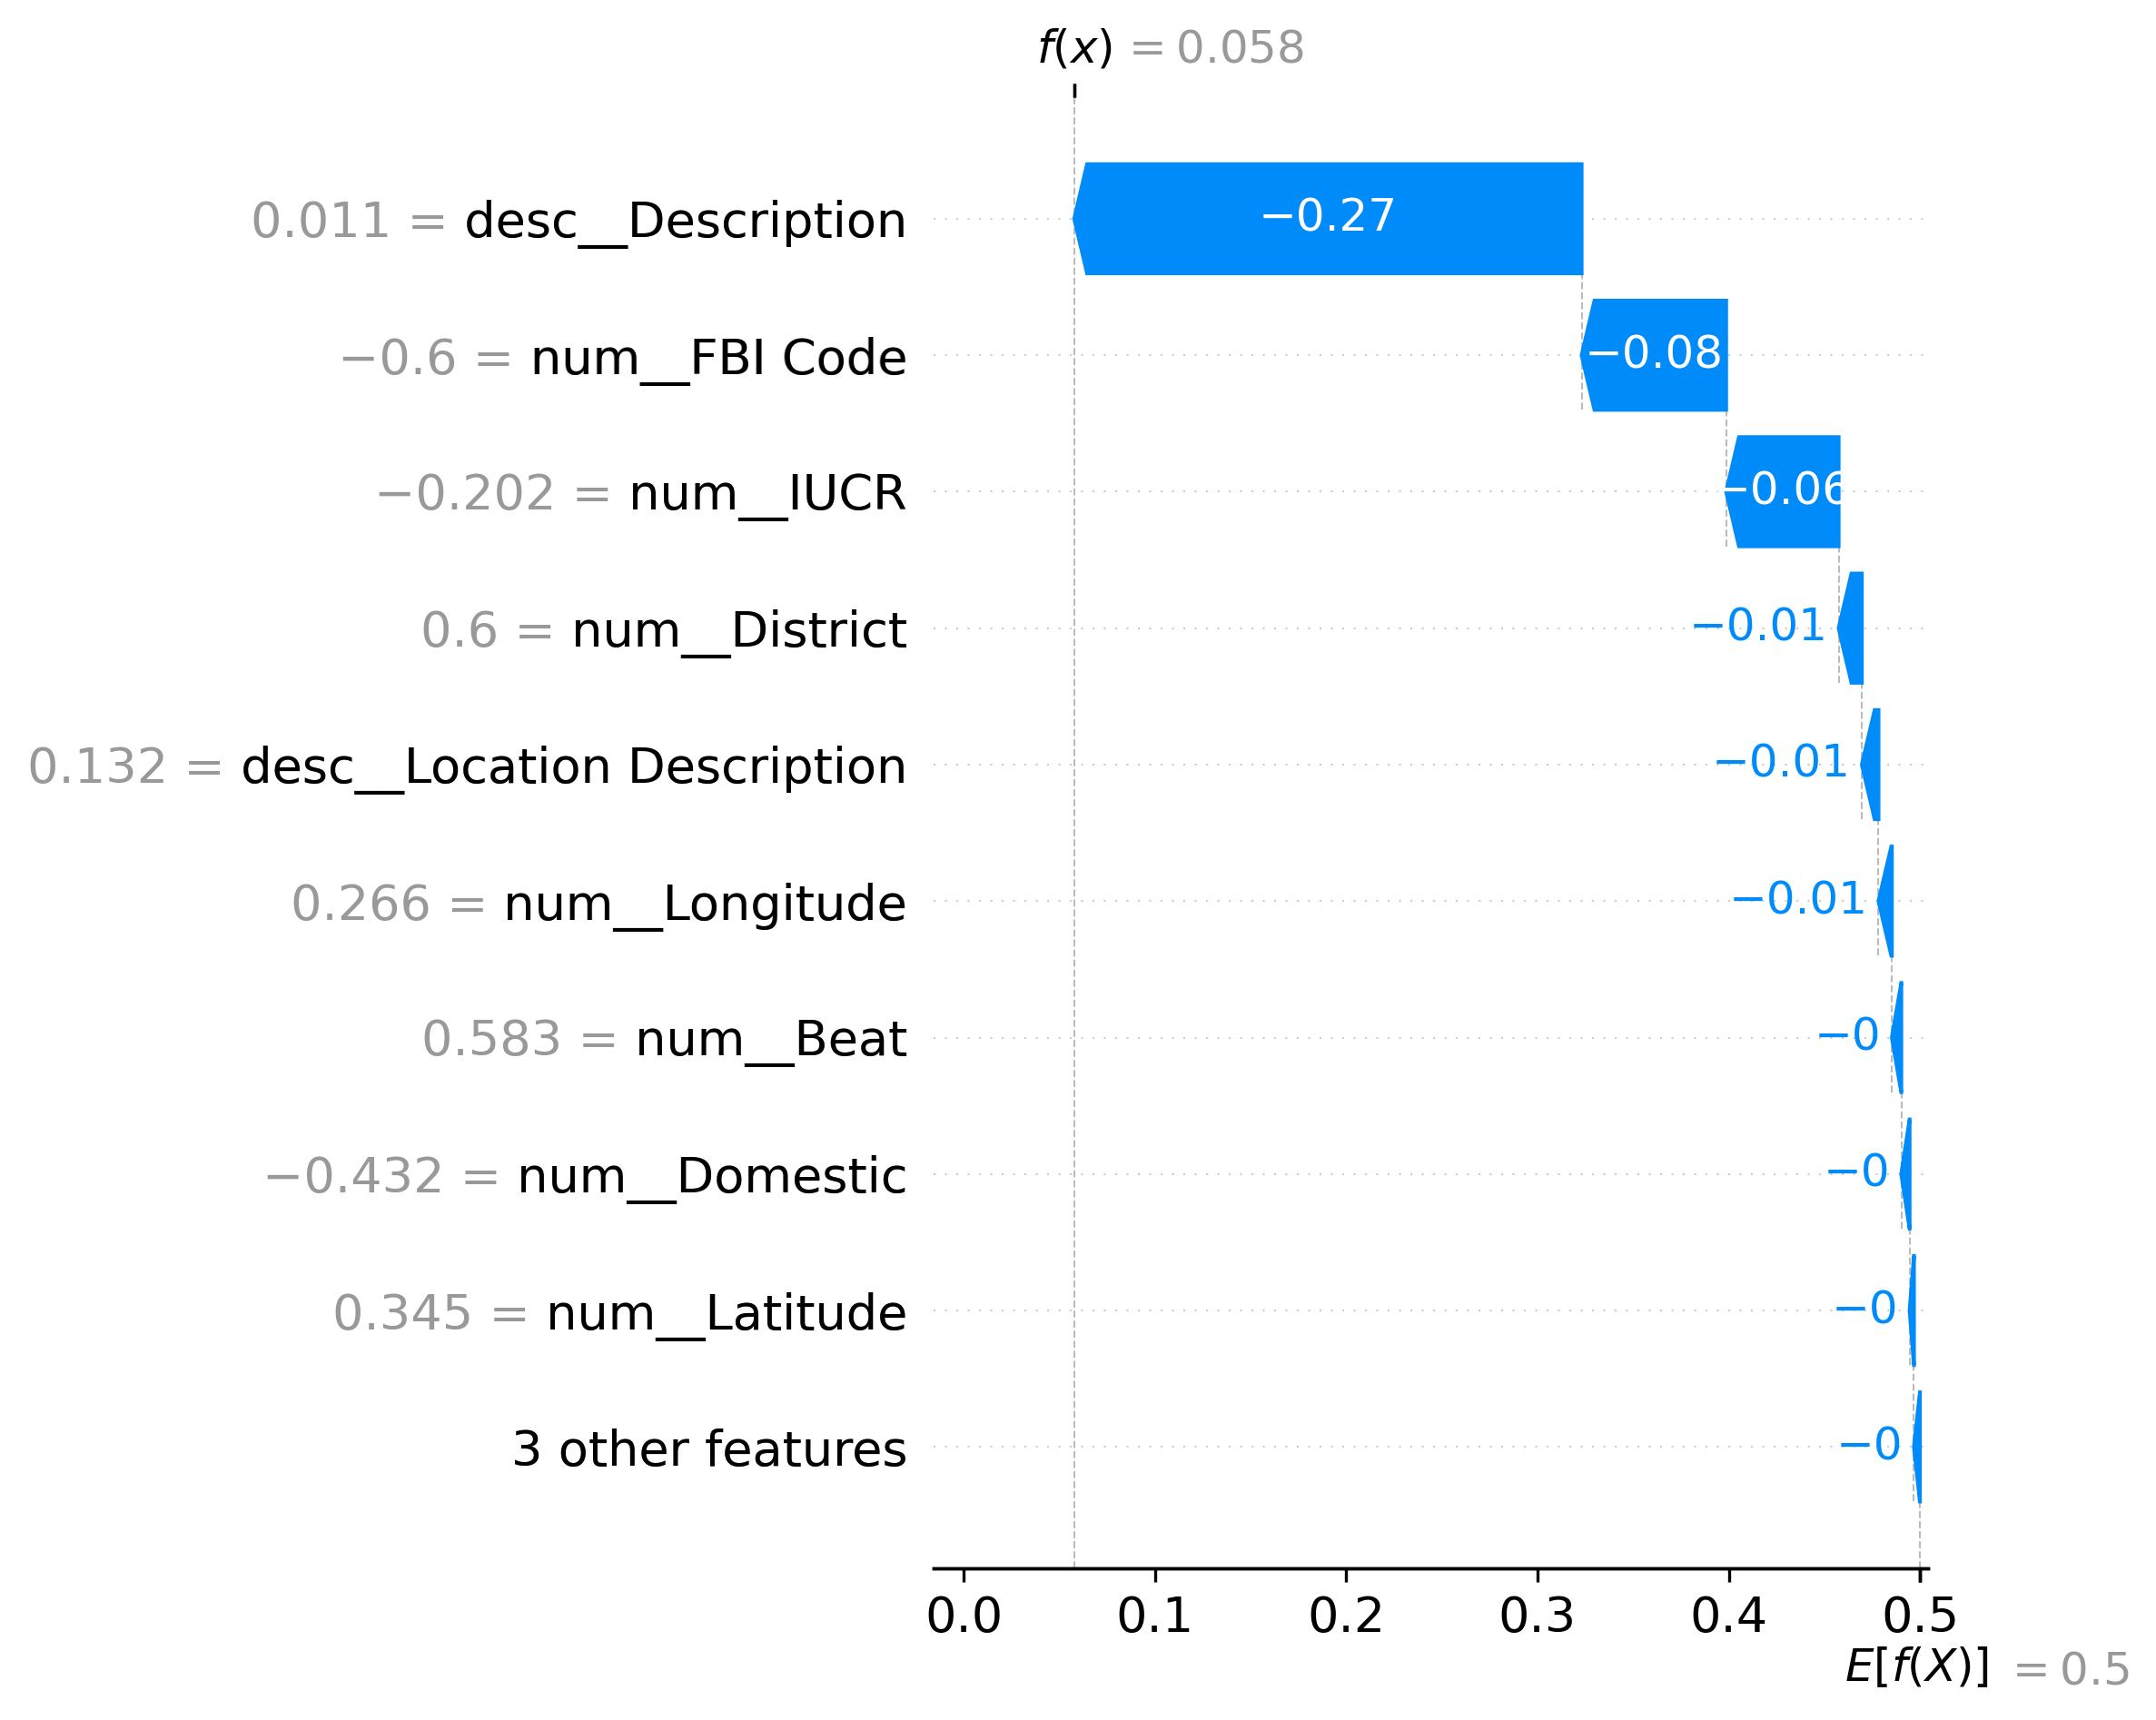 f(x) = 0.058
0.011 = desc__Description −0.27
−0.6 = num__FBI Code −0.08
−0.202 = num__IUCR −0.06
0.6 = num__District −0.01
0.132 = desc__Location Description −0.01
0.266 = num__Longitude −0.01
0.583 = num__Beat −0
−0.432 = num__Domestic −0
0.345 = num__Latitude −0
3 other features −0
0.0 0.1 0.2 0.3 0.4 0.5
E[f(X)] = 0.5